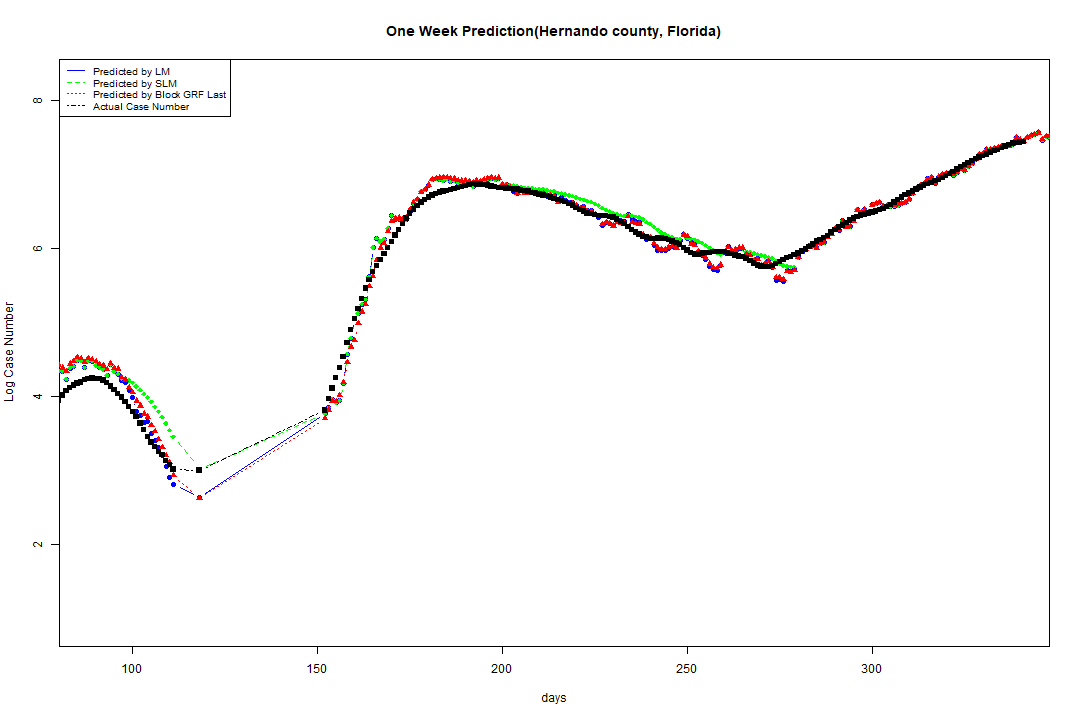 One Week Prediction(Hernando county, Florida)
Predicted by LM
Predicted by SLM
Predicted by Block GRF Last
Actual Case Number
8
6
4
2
Log Case Number
100 150 200 250 300
days